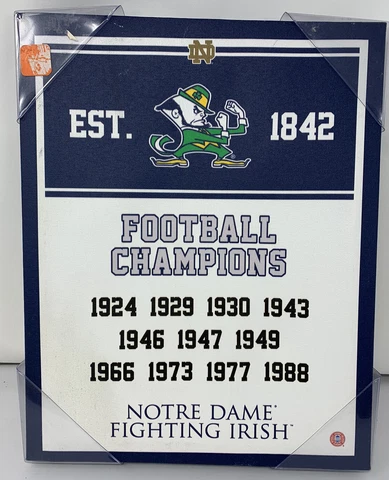 ND
EST. 1842
FOOTBALL
CHAMPIONS
1924 1929 1930 1943
1946 1947 1949
1966 1973 1977 1988
NOTRE DAME®
FIGHTING IRISH™